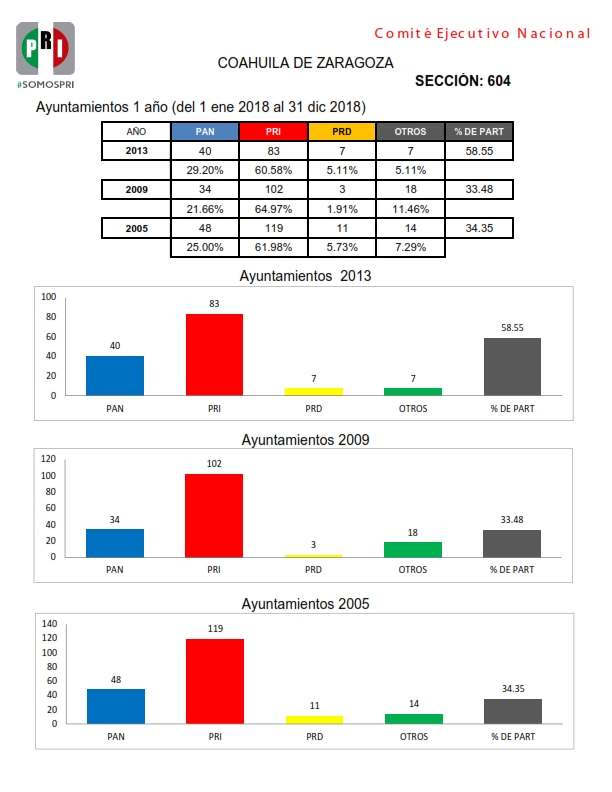 Comité Ejecutivo Nacional
PRI
#SOMOSPRI
COAHUILA DE ZARAGOZA
SECCIÓN: 604
Ayuntamientos 1 año (del 1 ene 2018 al 31 dic 2018)
AÑO PAN PRI PRD OTROS % DE PART
2013 40 83 7 7 58.55
29.20% 60.58% 5.11% 5.11%
2009 34 102 3 18 33.48
21.66% 64.97% 1.91% 11.46%
2005 48 119 11 14 34.35
25.00% 61.98% 5.73% 7.29%
Ayuntamientos 2013
100
83
80
58.55
60
40
40
20
7 7
0
PAN PRI PRD OTROS % DE PART
Ayuntamientos 2009
120
102
100
80
60
34 33.48
40
18
20
3
0
PAN PRI PRD OTROS % DE PART
Ayuntamientos 2005
140
119
120
100
80
48
60
34.35
40
11 14
20
0
PAN PRI PRD OTROS % DE PART